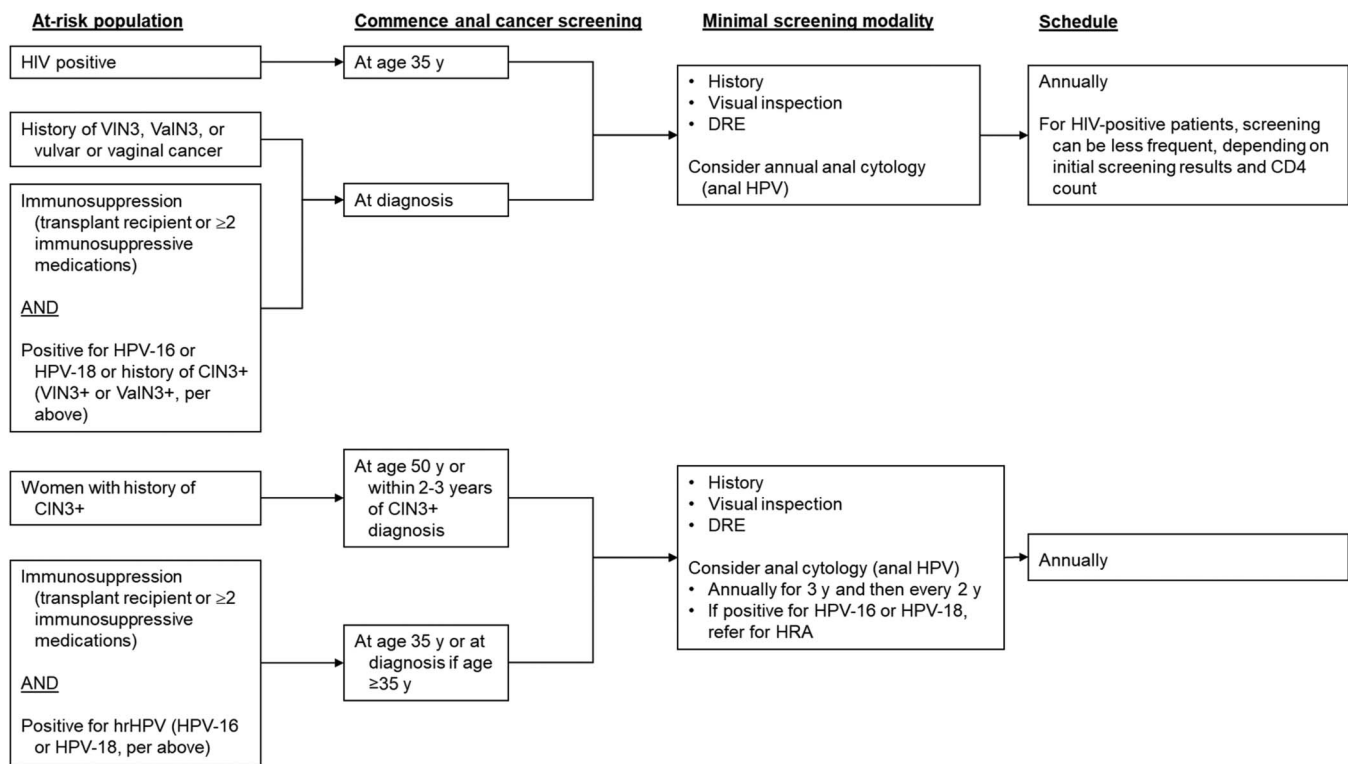 At-risk population
Commence anal cancer screening
Minimal screening modality
Schedule
HIV positive
At age 35 y
• History
• Visual inspection
• DRE
Consider annual anal cytology
(anal HPV)
Annually
For HIV-positive patients, screening
can be less frequent, depending on
initial screening results and CD4
count
History of VIN3, VaIN3, or
vulvar or vaginal cancer
At diagnosis
Immunosuppression
(transplant recipient or ≥2
immunosuppressive
medications)
AND
Positive for HPV-16 or
HPV-18 or history of CIN3+
(VIN3+ or VaIN3+, per
above)
Women with history of
CIN3+
At age 50 y or
within 2-3 years
of CIN3+
diagnosis
• History
• Visual inspection
• DRE
Consider anal cytology (anal HPV)
• Annually for 3 y and then every 2 y
• If positive for HPV-16 or HPV-18,
refer for HRA
Annually
Immunosuppression
(transplant recipient or ≥2
immunosuppressive
medications)
AND
Positive for hrHPV (HPV-16
or HPV-18, per above)
At age 35 y or at
diagnosis if age
≥35 y